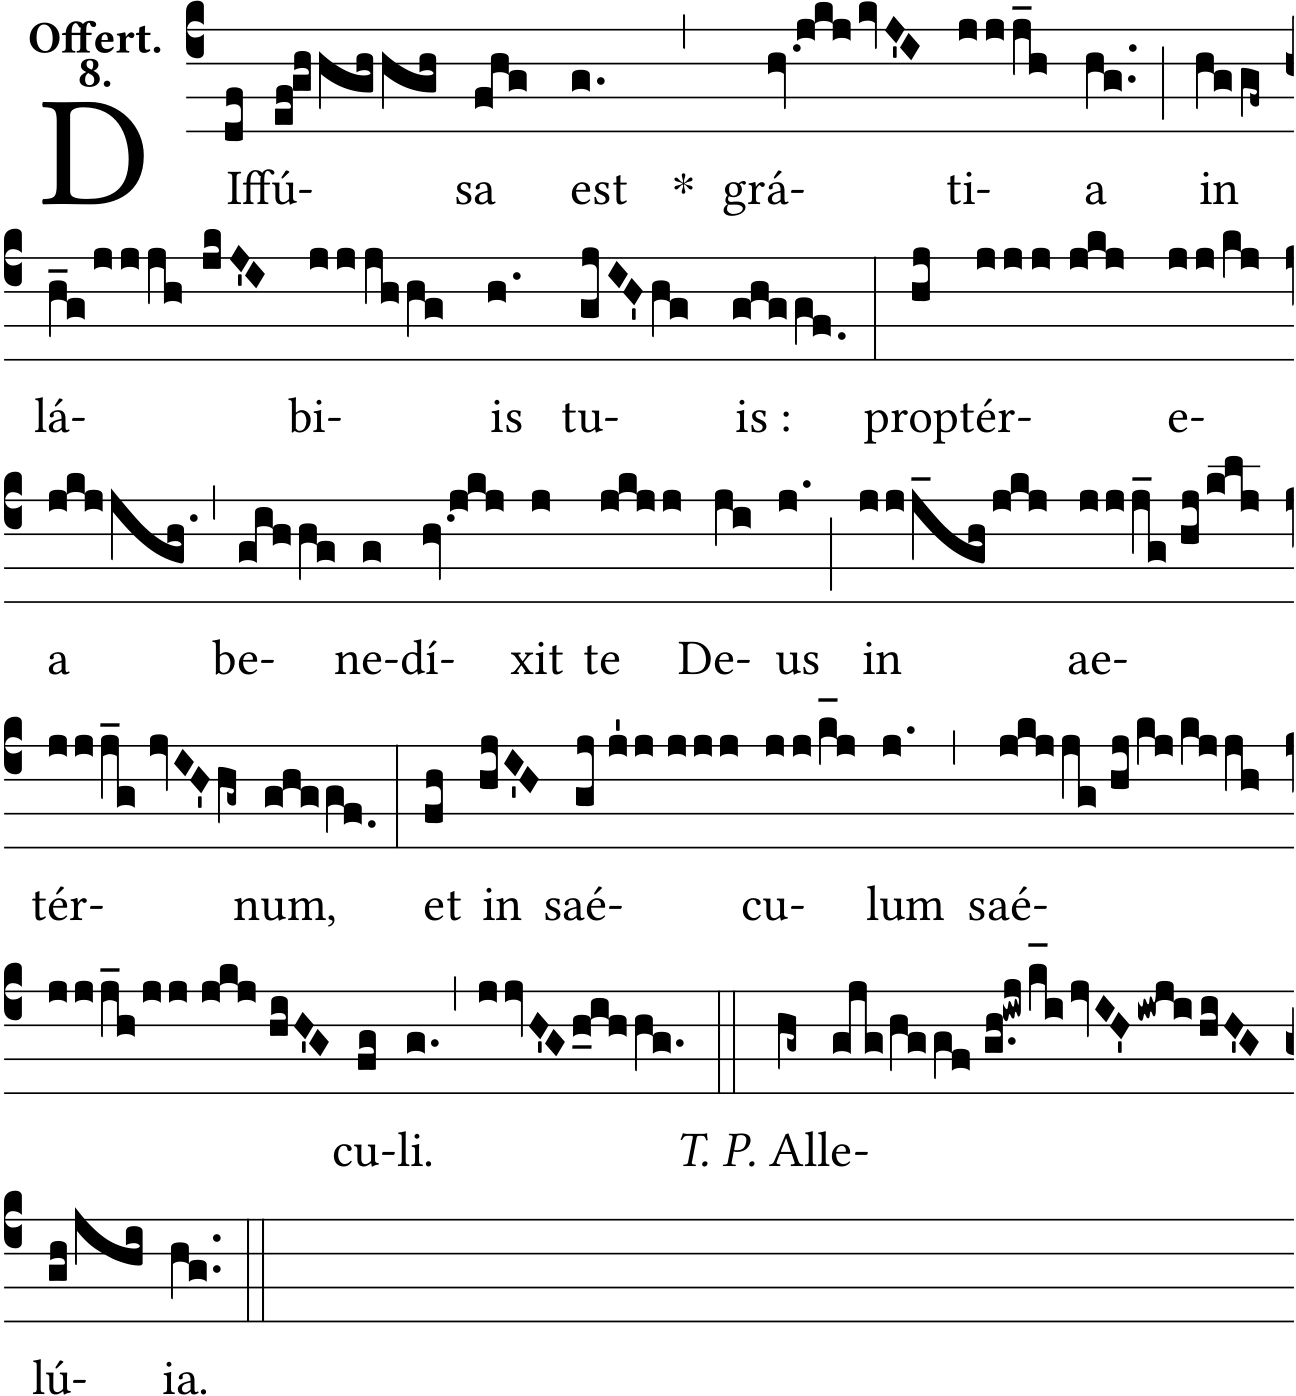 Offert.
8.
DIffú- sa est * grá- ti- a in
lá- bi- is tu- is : proptér- e-
a be- ne-dí- xit te De- us in ae-
tér- num, et in saé- cu- lum saé-
cu-li. T. P. Alle-
lú- ia.